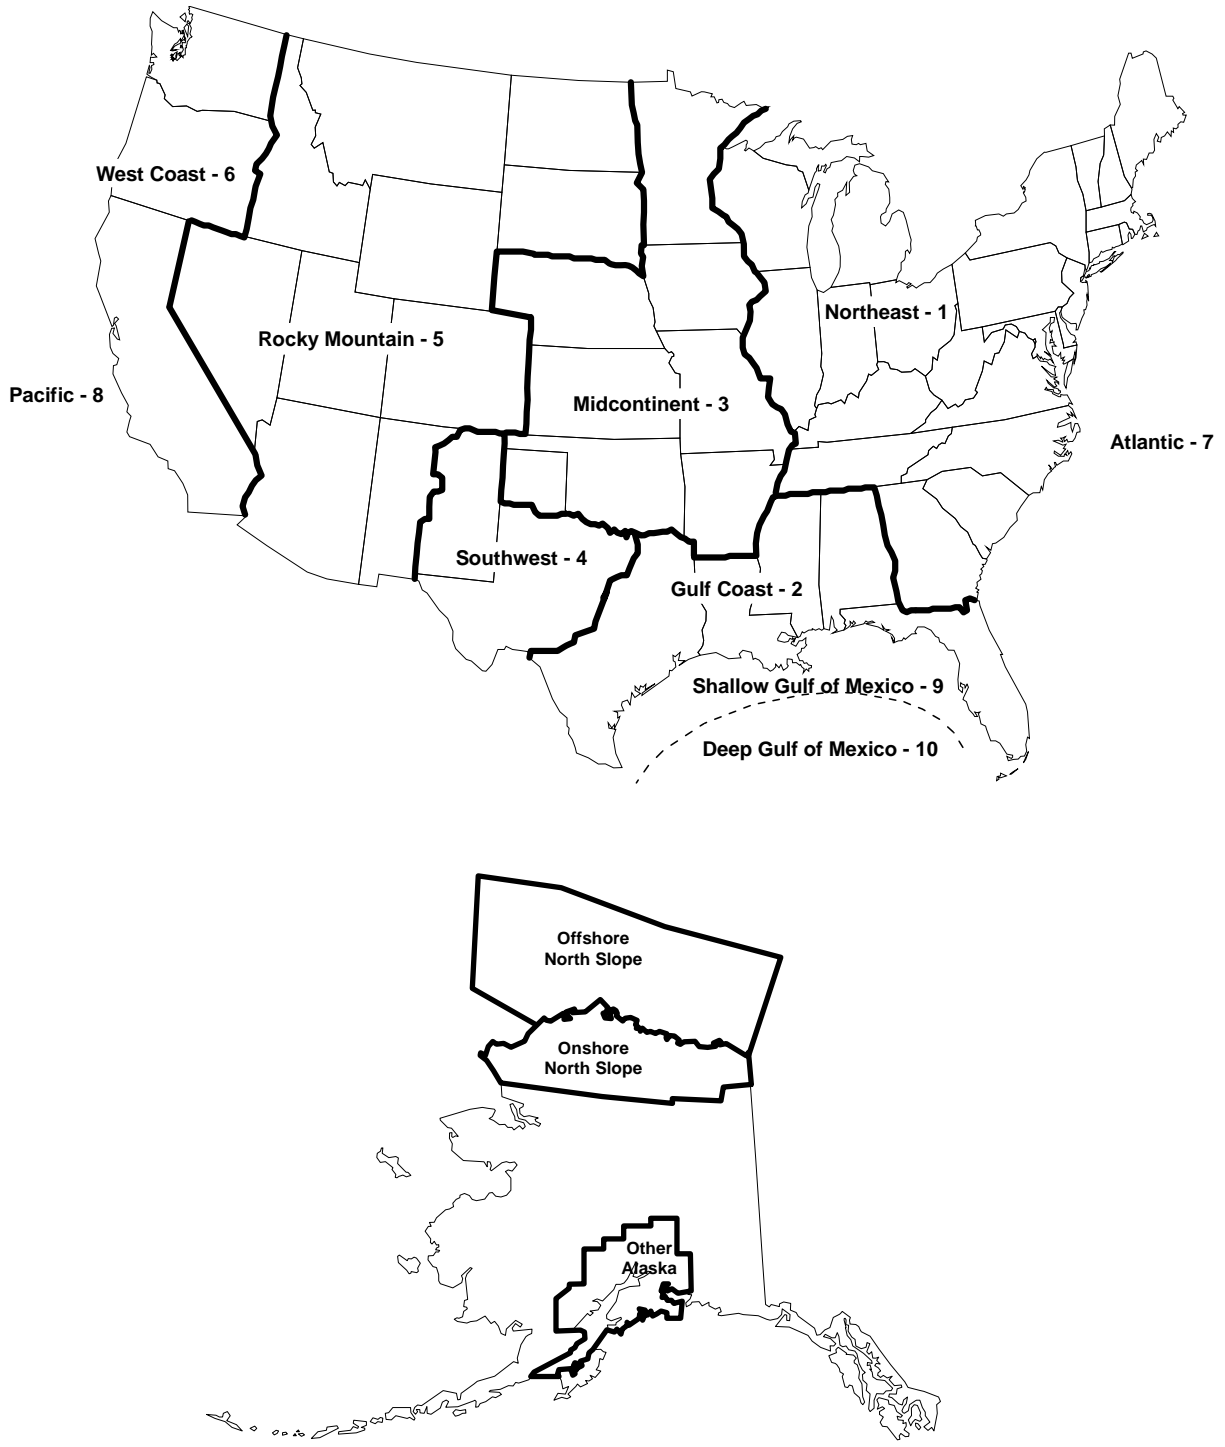 West Coast - 6
Northeast - 1
Rocky Mountain - 5
Pacific - 8
Midcontinent - 3
Atlantic - 7
Southwest - 4
Gulf Coast - 2
Shallow Gulf of Mexico - 9
Deep Gulf of Mexico - 10
Offshore
North Slope
Onshore
North Slope
Other
Alaska